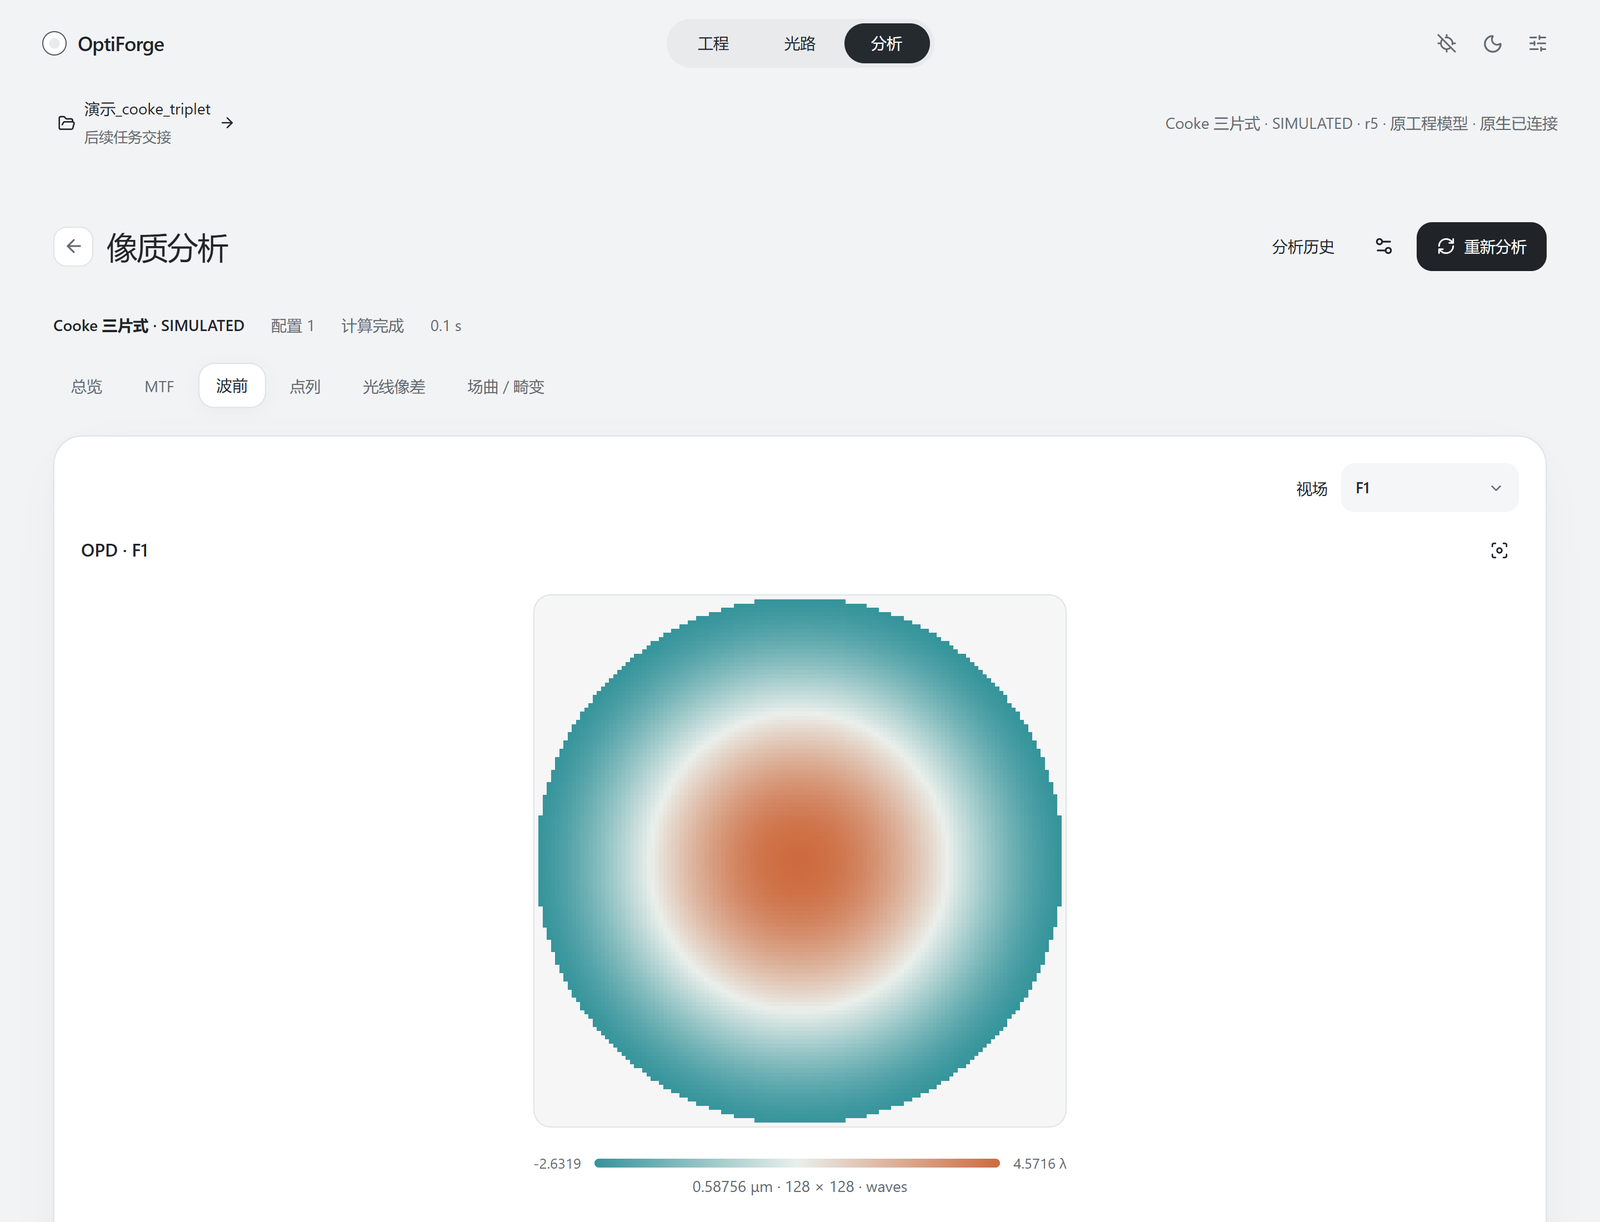 OptiForge
工程 光路 分析
演示_cooke_triplet
后续任务交接
Cooke 三片式 · SIMULATED · r5 · 原工程模型 · 原生已连接
像质分析
分析历史 重新分析
Cooke 三片式 · SIMULATED 配置 1 计算完成 0.1 s
总览 MTF 波前 点列 光线像差 场曲 / 畸变
视场 F1
OPD · F1
-2.6319 4.5716 λ
0.58756 μm · 128 × 128 · waves